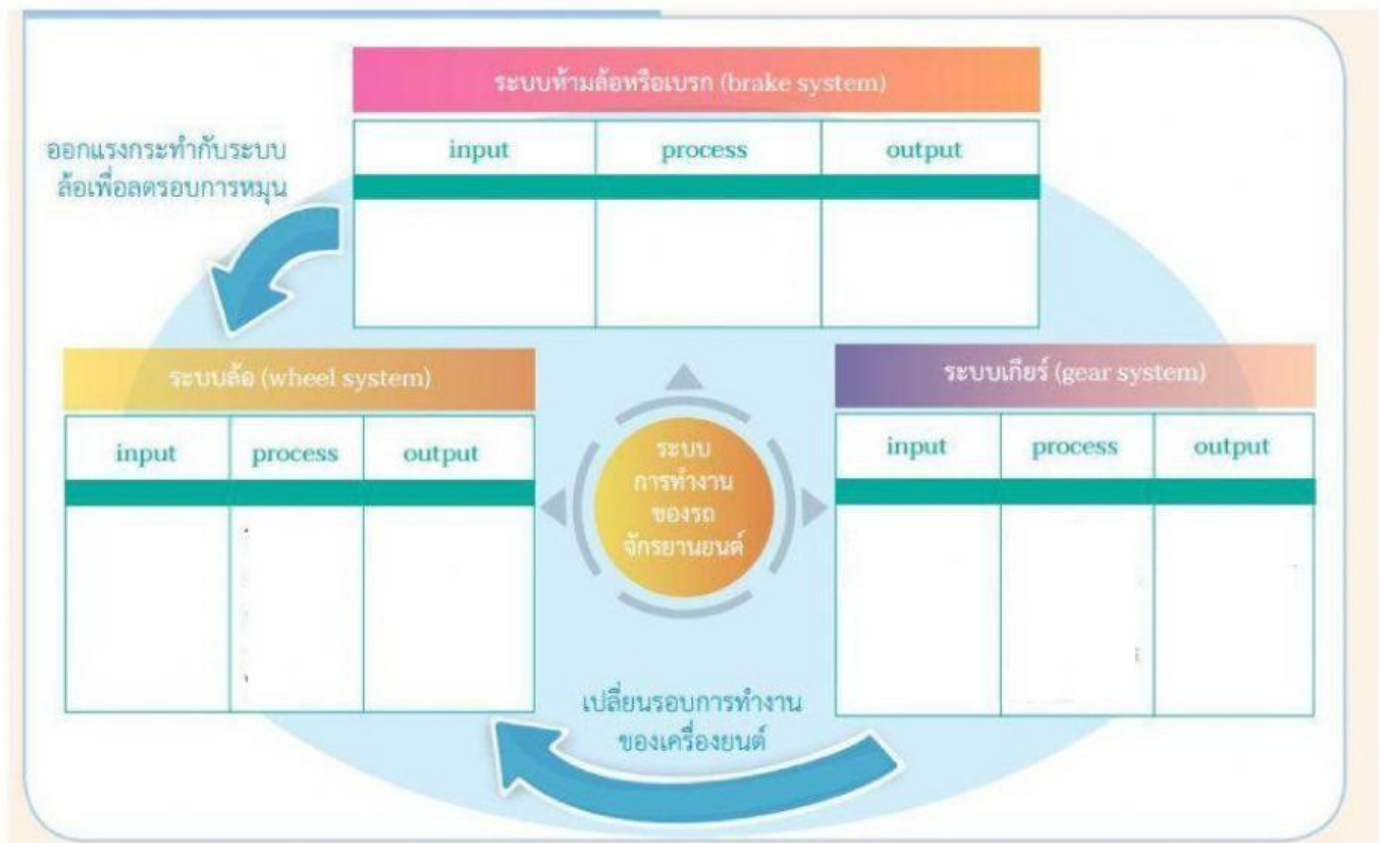 ระบบห้ามล้อหรือเบรก (brake system)
input process output
ออกแรงกระทำกับระบบ
ล้อเพื่อลดรอบการหมุน
ระบบล้อ (wheel system)
input process output
ระบบ
การทำงาน
ของรถ
จักรยานยนต์
ระบบเกียร์ (gear system)
input process output
เปลี่ยนรอบการทำงาน
ของเครื่องยนต์